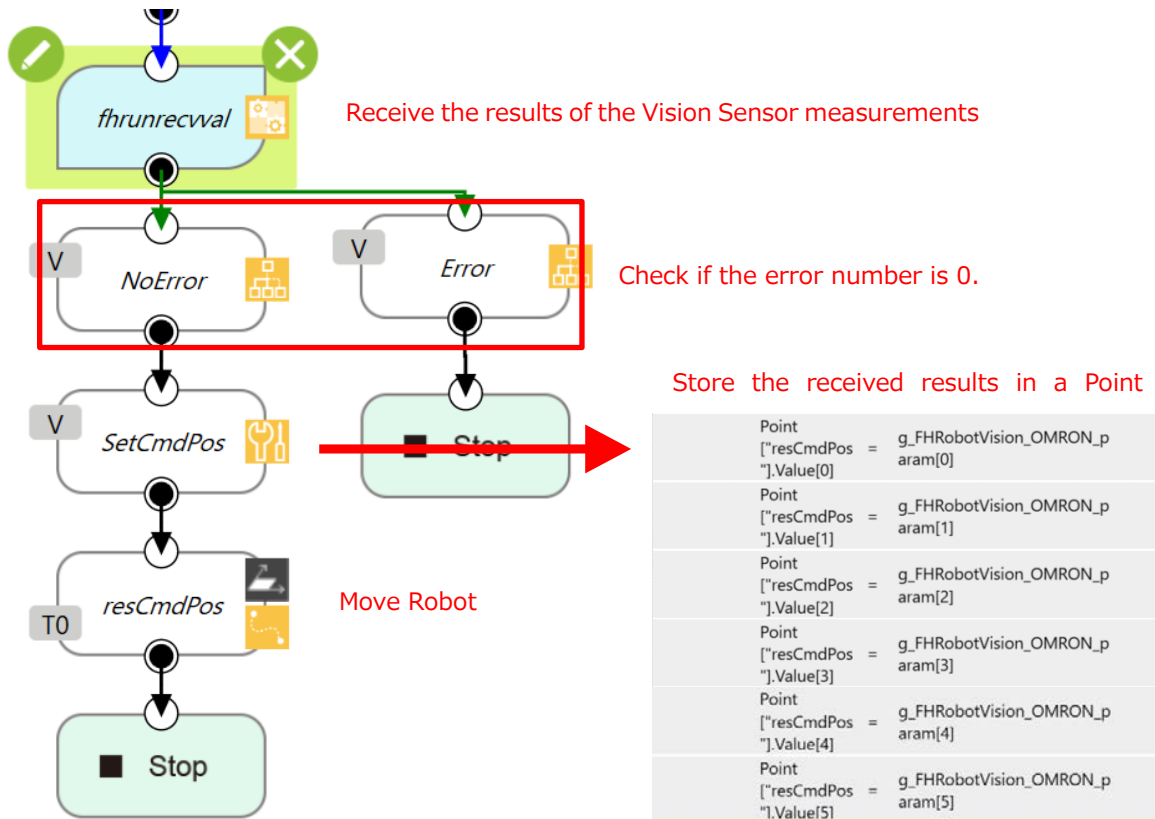 fhrunrecvval
Receive the results of the Vision Sensor measurements
V
NoError
V
Error
Check if the error number is 0.
V
SetCmdPos
Stop
Store the received results in a Point
Point
["resCmdPos = g_FHRobotVision_OMRON_p
"].Value[0] aram[0]
Point
["resCmdPos = g_FHRobotVision_OMRON_p
"].Value[1] aram[1]
Point
["resCmdPos = g_FHRobotVision_OMRON_p
"].Value[2] aram[2]
Point
["resCmdPos = g_FHRobotVision_OMRON_p
"].Value[3] aram[3]
Point
["resCmdPos = g_FHRobotVision_OMRON_p
"].Value[4] aram[4]
Point
["resCmdPos = g_FHRobotVision_OMRON_p
"].Value[5] aram[5]
T0
resCmdPos
Move Robot
Stop